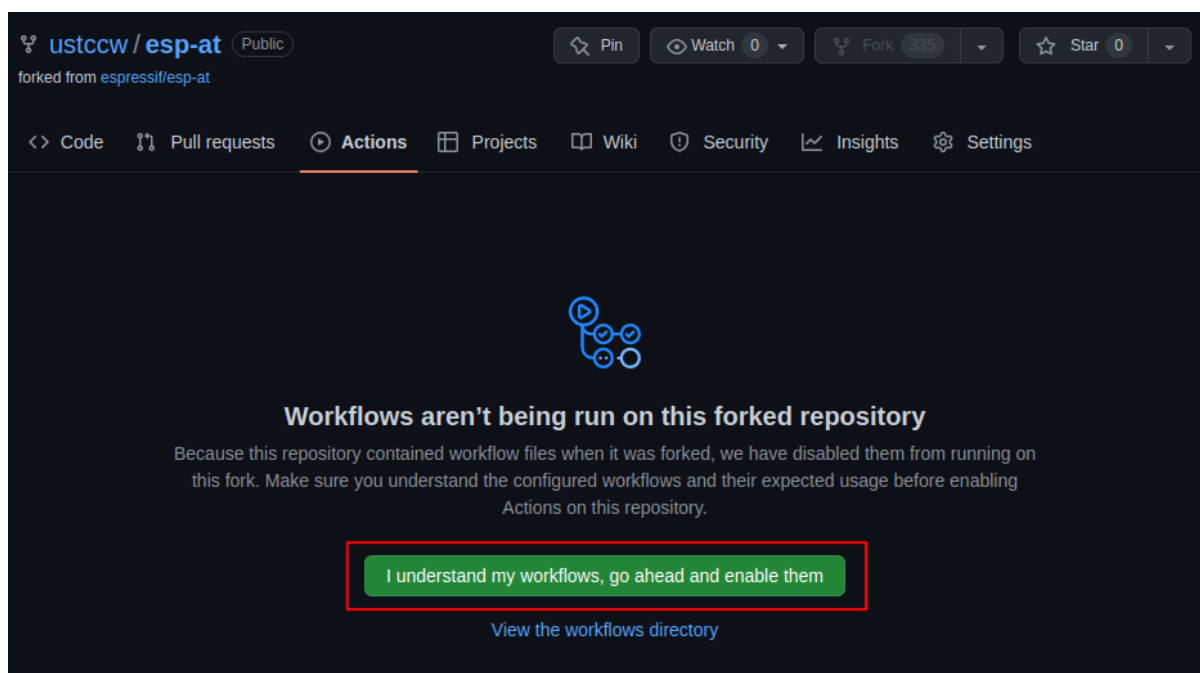 ustccw / esp-at Public Pin Watch 0 Fork 335 Star 0
forked from espressif/esp-at
Code Pull requests Actions Projects Wiki Security Insights Settings
Workflows aren’t being run on this forked repository
Because this repository contained workflow files when it was forked, we have disabled them from running on
this fork. Make sure you understand the configured workflows and their expected usage before enabling
Actions on this repository.
I understand my workflows, go ahead and enable them
View the workflows directory